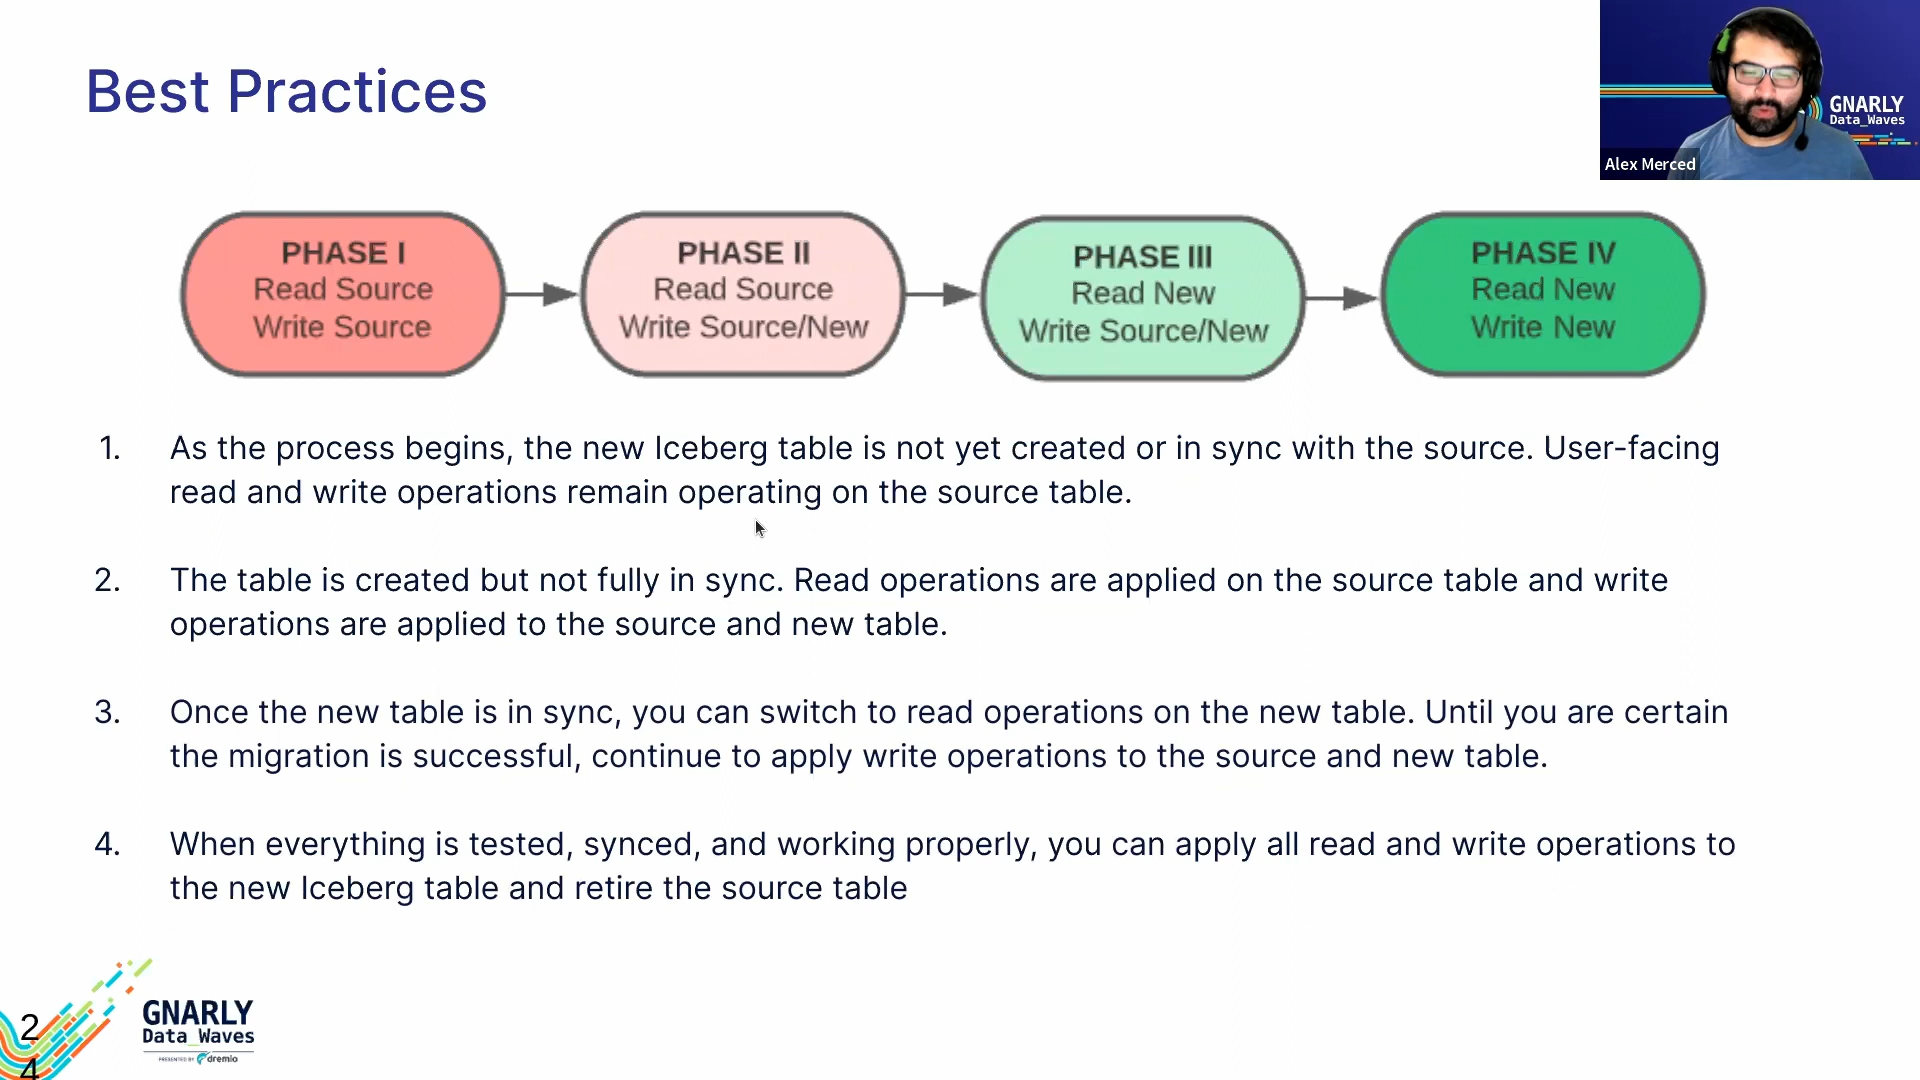 Best Practices
GNARLY
Data_Waves
Alex Merced
PHASE I
Read Source
Write Source
PHASE II
Read Source
Write Source/New
PHASE III
Read New
Write Source/New
PHASE IV
Read New
Write New
1. As the process begins, the new Iceberg table is not yet created or in sync with the source. User-facing
read and write operations remain operating on the source table.
2. The table is created but not fully in sync. Read operations are applied on the source table and write
operations are applied to the source and new table.
3. Once the new table is in sync, you can switch to read operations on the new table. Until you are certain
the migration is successful, continue to apply write operations to the source and new table.
4. When everything is tested, synced, and working properly, you can apply all read and write operations to
the new Iceberg table and retire the source table
GNARLY
Data_Waves
PRESENTED BY dremio
2
4